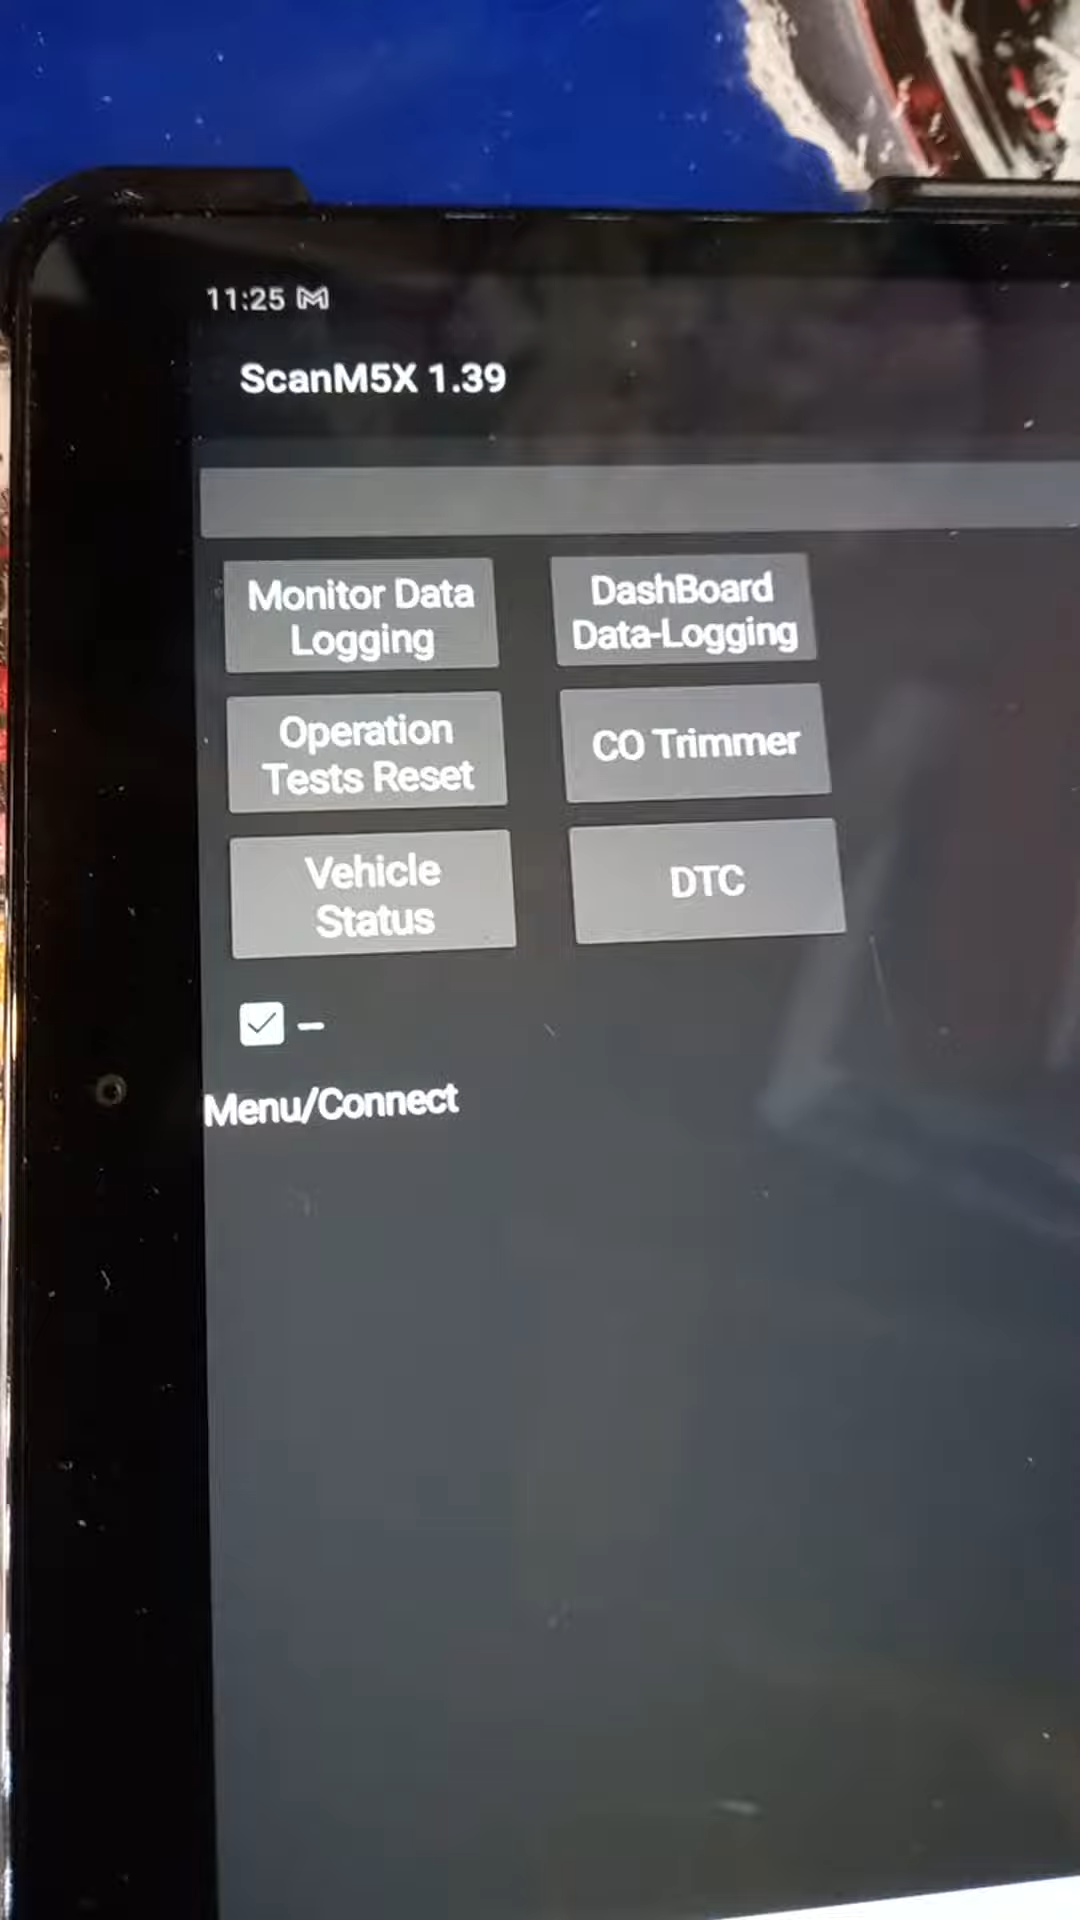 11:25
ScanM5X 1.39
Monitor Data
Logging
DashBoard
Data-Logging
Operation
Tests Reset
CO Trimmer
Vehicle
Status
DTC
Menu/Connect